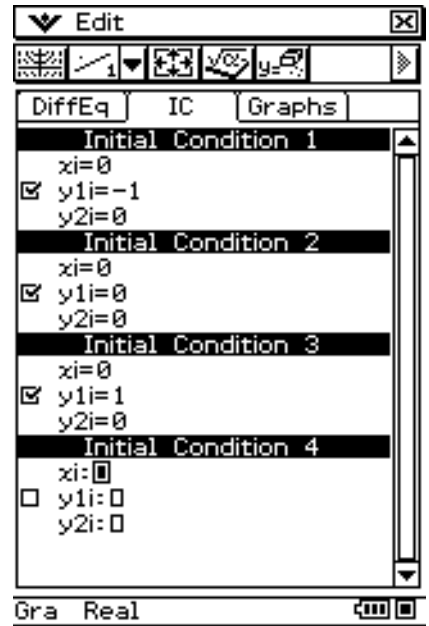 Edit
DiffEq IC Graphs
Initial Condition 1
xi=0
y1i=-1
y2i=0
Initial Condition 2
xi=0
y1i=0
y2i=0
Initial Condition 3
xi=0
y1i=1
y2i=0
Initial Condition 4
xi:
y1i:
y2i:
Gra Real